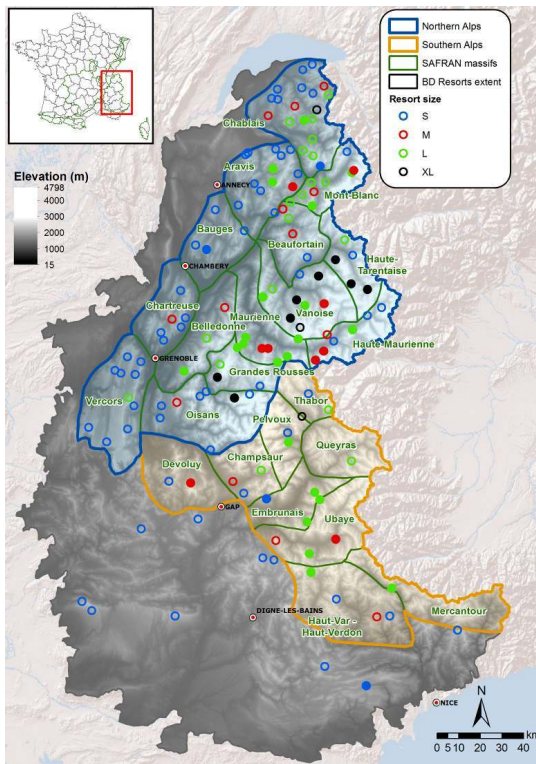 Northern Alps
Southern Alps
SAFRAN massifs
BD Resorts extent
Resort size
S
M
L
XL
Elevation (m)
4798
4000
3000
2000
1000
15
Chablais
Aravis
ANNECY
Mont-Blanc
Bauges
Beaufortain
CHAMBERY
Haute-
Tarentaise
Chartreuse
Maurienne
Vanoise
Belledonne
GRENOBLE
Haute-Maurienne
Grandes Rousses
Vercors
Oisans
Thabor
Pelvoux
Queyras
Devoluy
Champsaur
GAP
Embrunais
Ubaye
DIGNE-LES-BAINS
Haut-Var -
Haut-Verdon
Mercantour
NICE
N
km
0 5 10 20 30 40